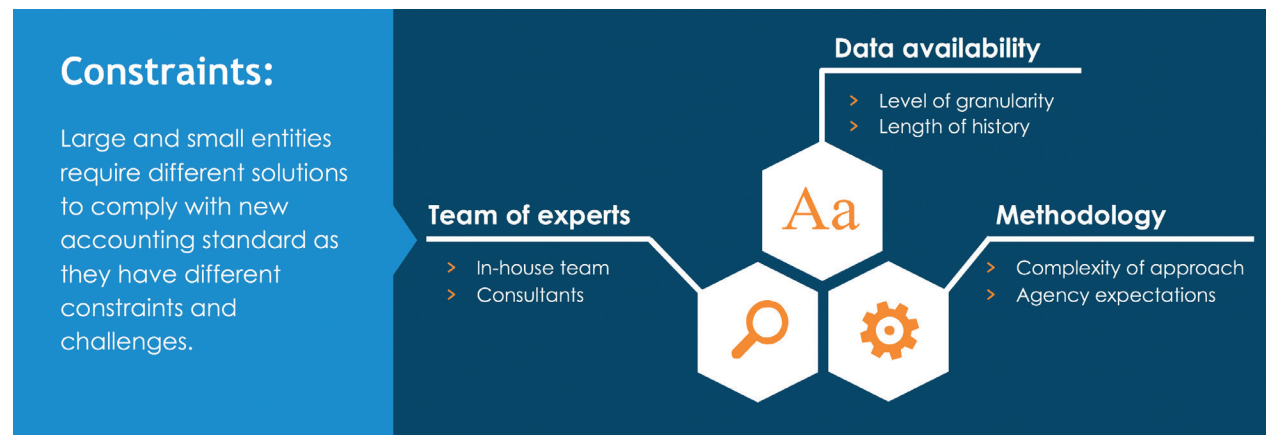 Constraints:
Large and small entities
require different solutions
to comply with new
accounting standard as
they have different
constraints and
challenges.
Data availability
> Level of granularity
> Length of history
Aa
Team of experts
> In-house team
> Consultants
Methodology
> Complexity of approach
> Agency expectations